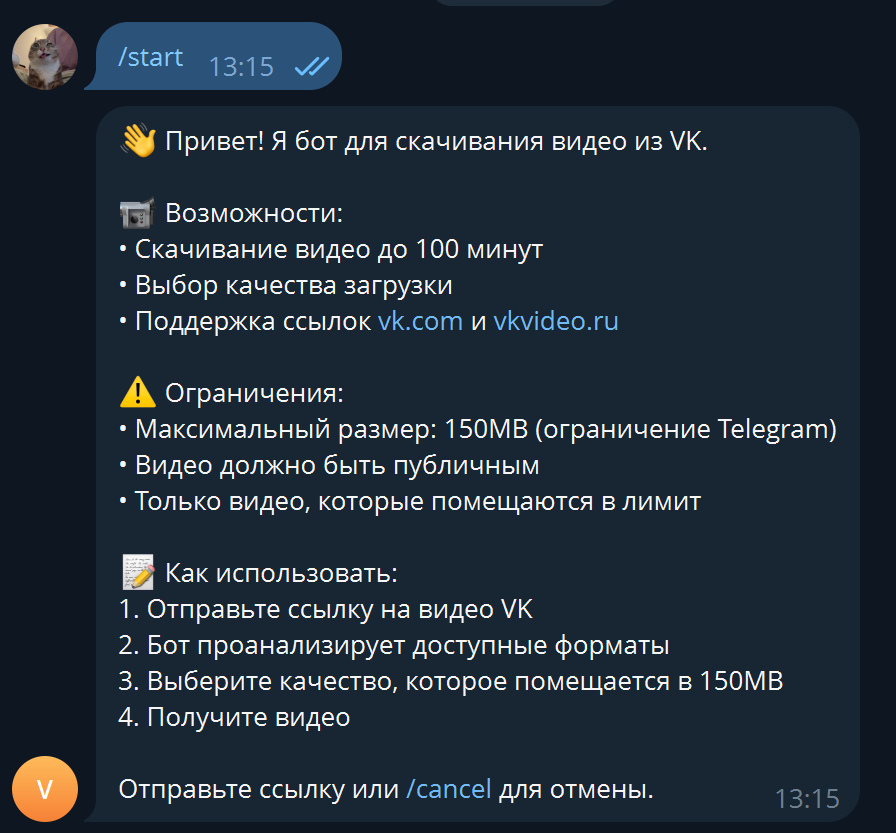 /start 13:15
👋 Привет! Я бот для скачивания видео из VK.
📹 Возможности:
• Скачивание видео до 100 минут
• Выбор качества загрузки
• Поддержка ссылок vk.com и vkvideo.ru
⚠️ Ограничения:
• Максимальный размер: 150MB (ограничение Telegram)
• Видео должно быть публичным
• Только видео, которые помещаются в лимит
📝 Как использовать:
1. Отправьте ссылку на видео VK
2. Бот проанализирует доступные форматы
3. Выберите качество, которое помещается в 150MB
4. Получите видео
V
Отправьте ссылку или /cancel для отмены.
13:15